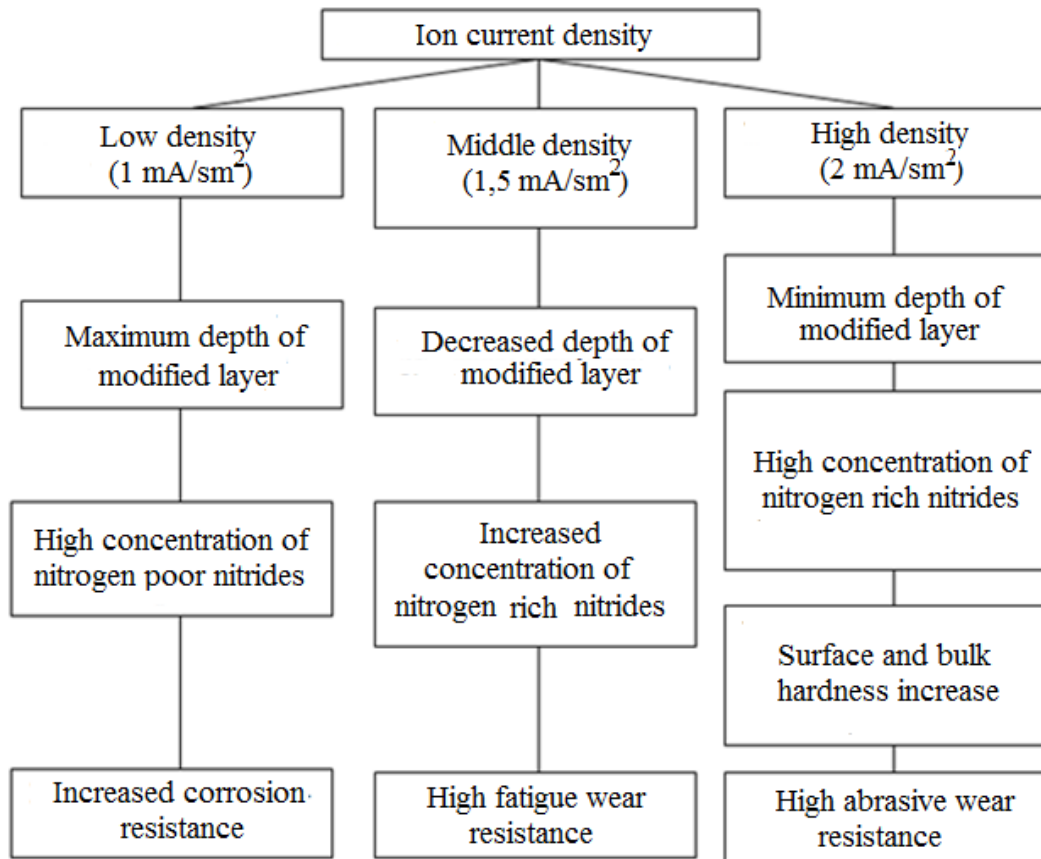 Ion current density
Low density
(1 mA/sm²)
Middle density
(1,5 mA/sm²)
High density
(2 mA/sm²)
Maximum depth of
modified layer
Decreased depth of
modified layer
Minimum depth of
modified layer
High concentration of
nitrogen poor nitrides
Increased
concentration of
nitrogen rich nitrides
High concentration of
nitrogen rich nitrides
Surface and bulk
hardness increase
Increased corrosion
resistance
High fatigue wear
resistance
High abrasive wear
resistance